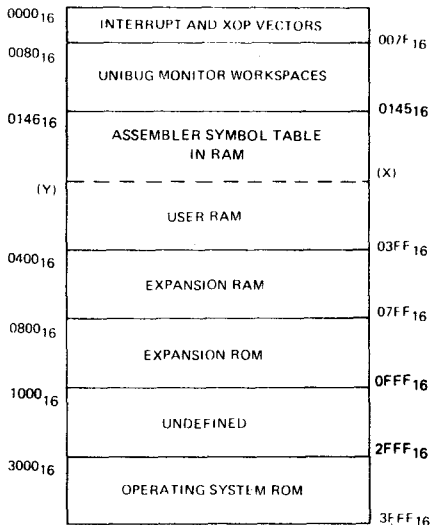 0000₁₆
INTERRUPT AND XOP VECTORS
007F₁₆
0080₁₆
UNIBUG MONITOR WORKSPACES
0145₁₆
0146₁₆
ASSEMBLER SYMBOL TABLE
IN RAM
(X)
(Y)
USER RAM
03FF₁₆
0400₁₆
EXPANSION RAM
07FF₁₆
0800₁₆
EXPANSION ROM
0FFF₁₆
1000₁₆
UNDEFINED
2FFF₁₆
3000₁₆
OPERATING SYSTEM ROM
3FFF₁₆